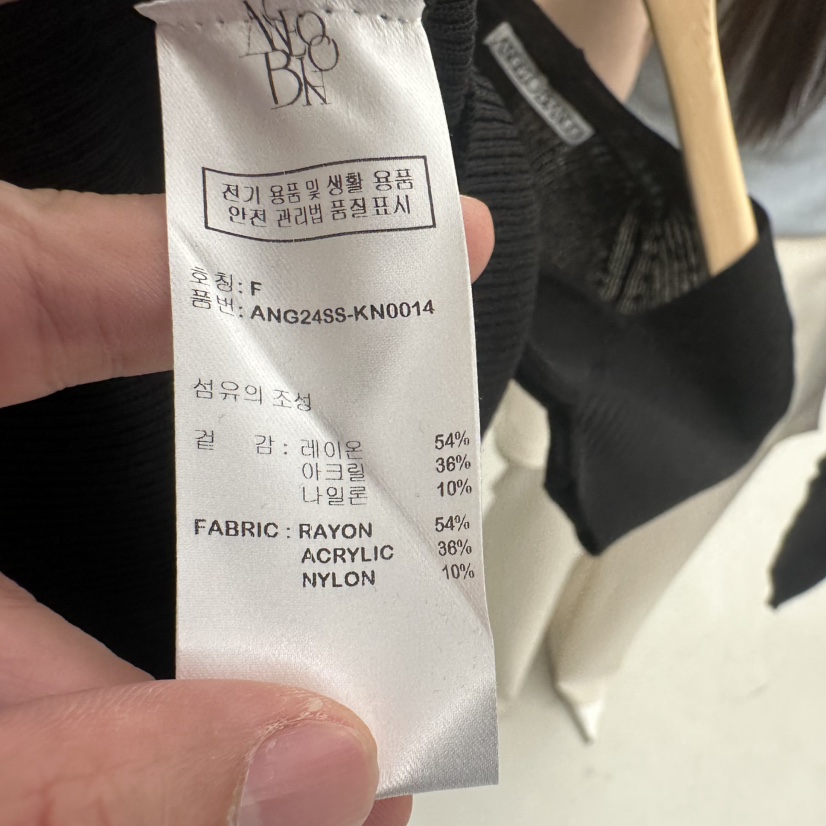 전기 용품 및 생활 용품
안전 관리법 품질표시
호칭: F
품번: ANG24SS-KN0014
섬유의 조성
겉 감 : 레이온 54%
아크릴 36%
나일론 10%
FABRIC : RAYON 54%
ACRYLIC 36%
NYLON 10%